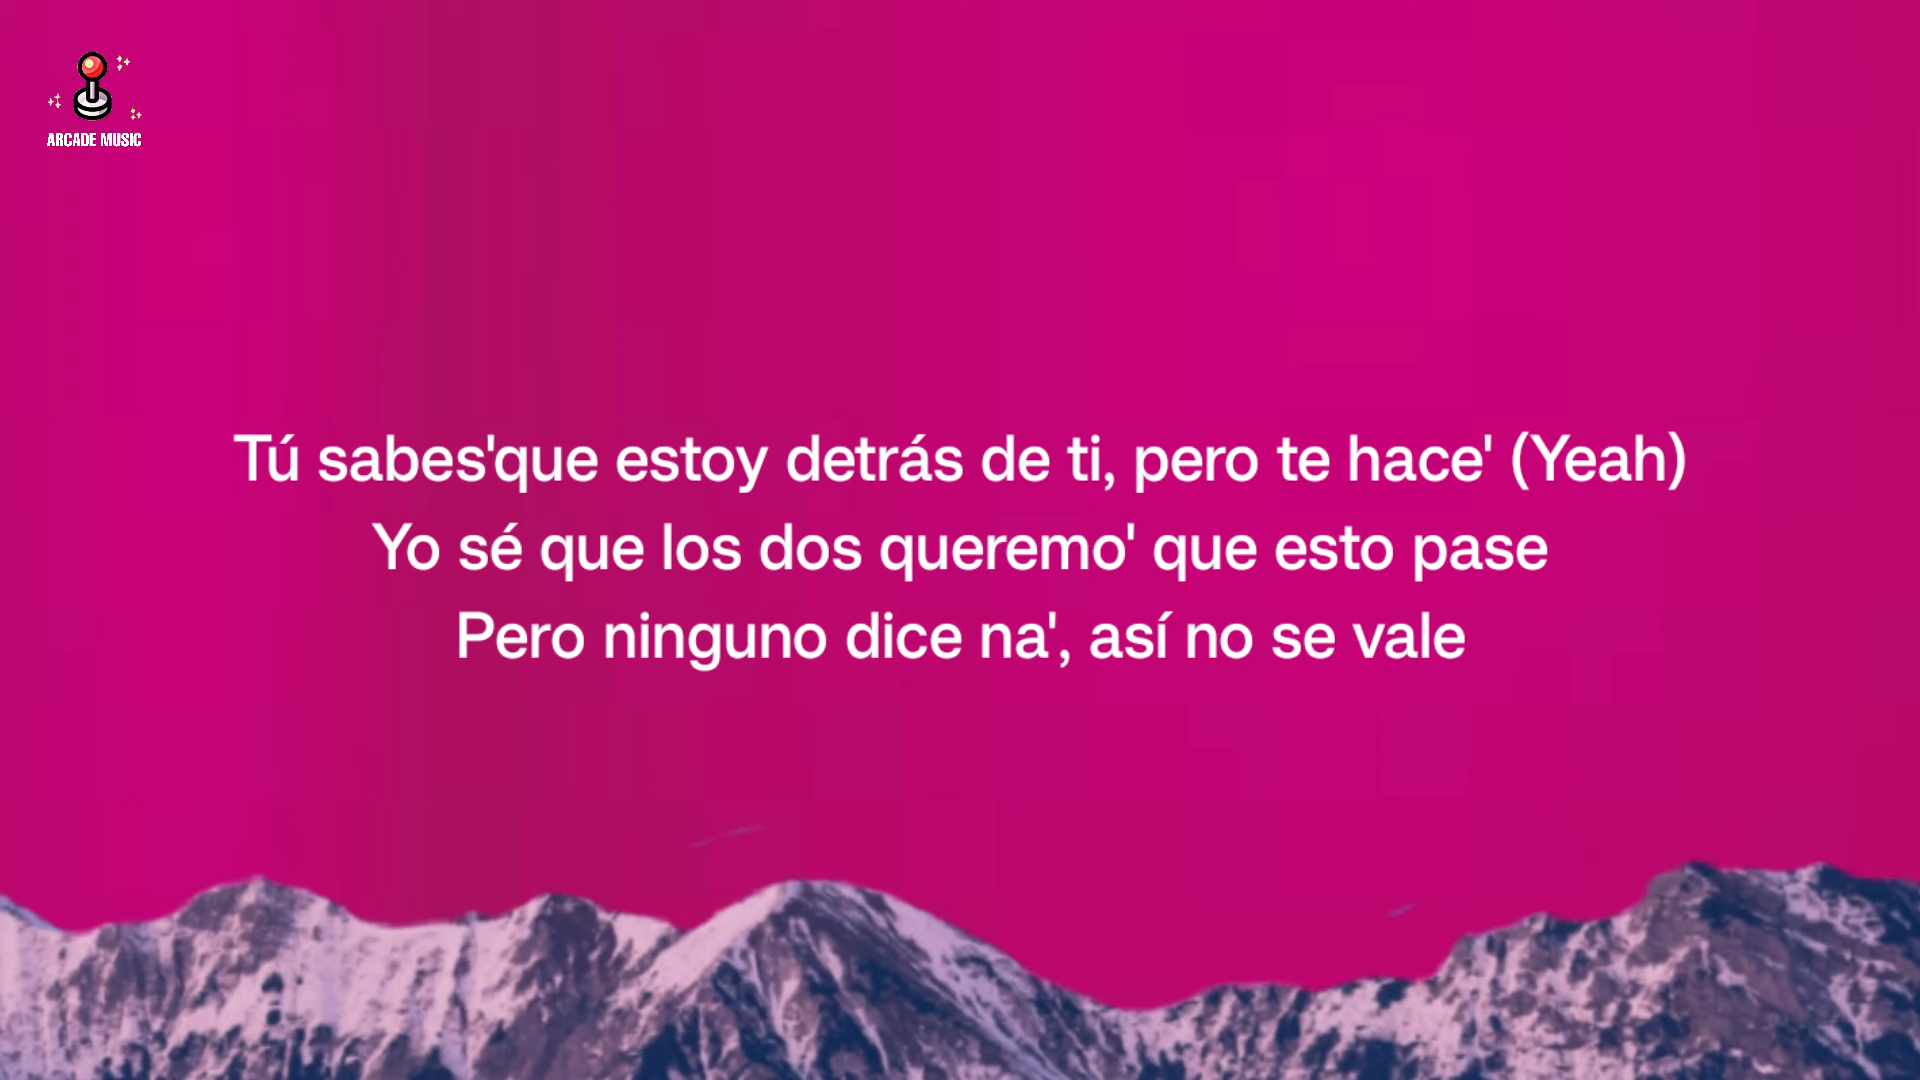 ARCADE MUSIC
Tú sabes'que estoy detrás de ti, pero te hace' (Yeah)
Yo sé que los dos queremo' que esto pase
Pero ninguno dice na', así no se vale